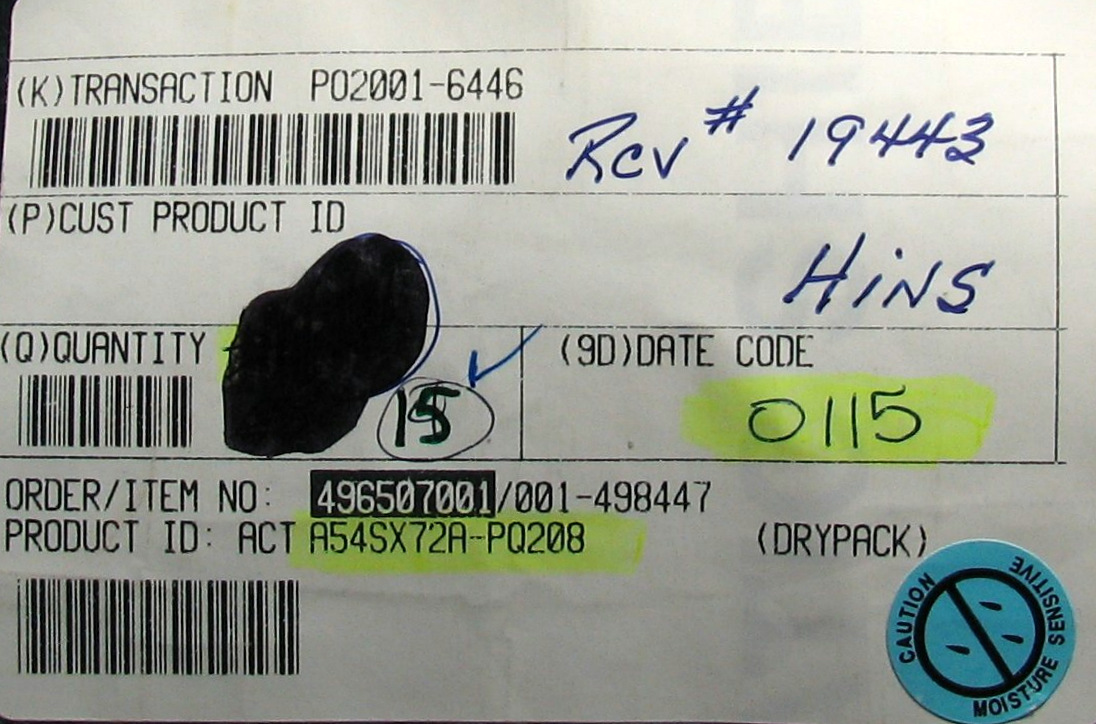 (K)TRANSACTION PO2001-6446
Rcv # 19443
(P)CUST PRODUCT ID
HiNS
(Q)QUANTITY
15
(9D)DATE CODE
0115
ORDER/ITEM NO: 496507001/001-498447
PRODUCT ID: ACT A54SX72A-PQ208
(DRYPACK)
CAUTION
MOISTURE SENSITIVE